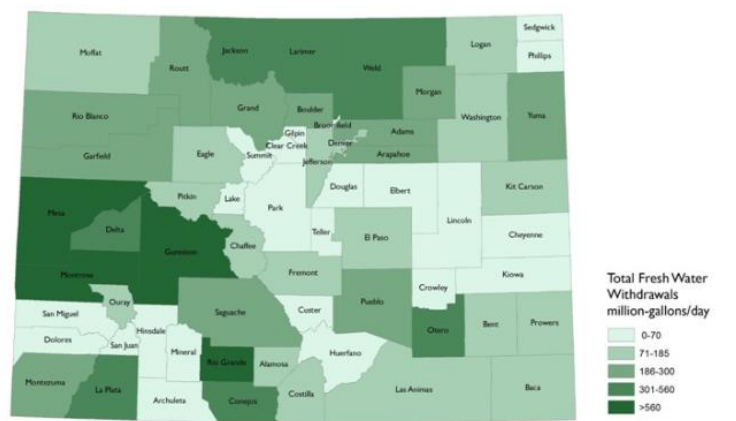 Sedgwick
Logan
Phillips
Moffat
Jackson
Larimer
Weld
Routt
Morgan
Washington
Yuma
Rio Blanco
Grand
Boulder
Broomfield
Adams
Gilpin
Clear Creek
Denver
Garfield
Eagle
Summit
Jefferson
Arapahoe
Pitkin
Lake
Park
Douglas
Elbert
Kit Carson
Lincoln
Mesa
Delta
Gunnison
Chaffee
Teller
El Paso
Cheyenne
Montrose
Fremont
Crowley
Kiowa
Ouray
San Miguel
Hinsdale
Saguache
Custer
Pueblo
Otero
Bent
Prowers
Dolores
San Juan
Mineral
Rio Grande
Alamosa
Huerfano
Montezuma
La Plata
Archuleta
Conejos
Costilla
Las Animas
Baca
Total Fresh Water
Withdrawals
million-gallons/day
0-70
71-185
186-300
301-560
>560